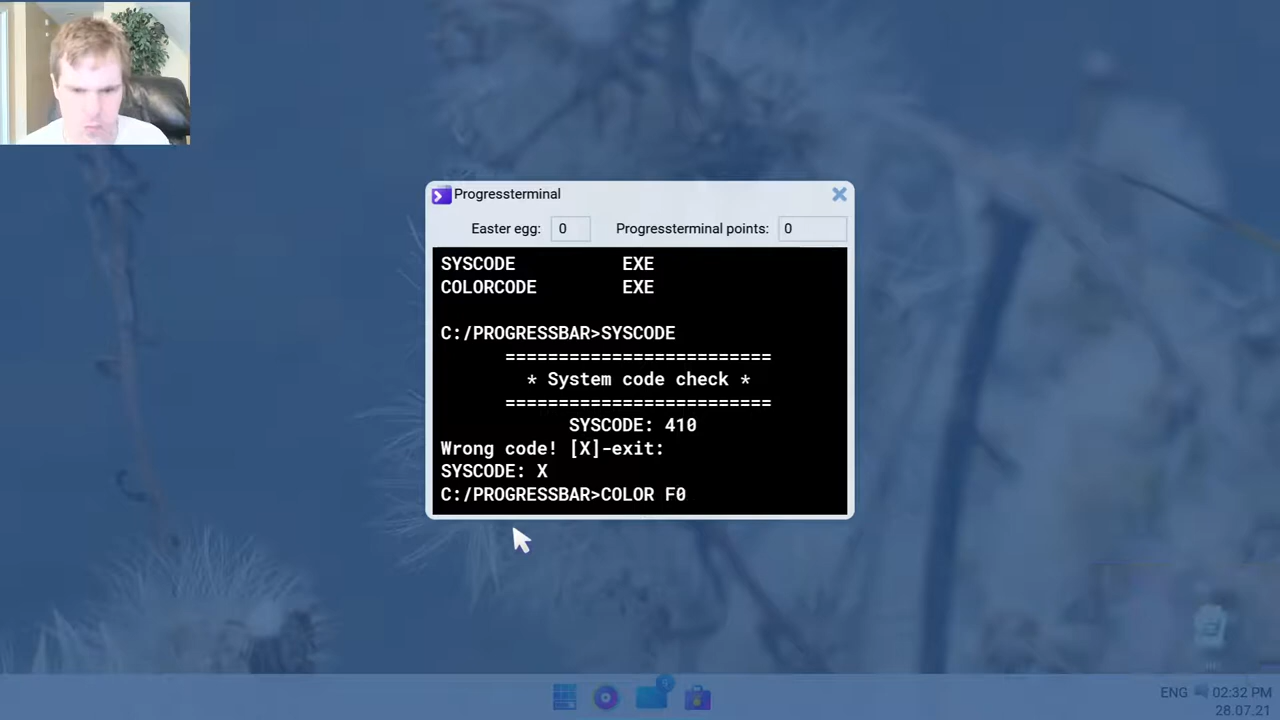 Progressterminal
Easter egg: 0 Progressterminal points: 0
SYSCODE EXE
COLORCODE EXE
C:/PROGRESSBAR>SYSCODE
=========================
* System code check *
=========================
SYSCODE: 410
Wrong code! [X]-exit:
SYSCODE: X
C:/PROGRESSBAR>COLOR F0
ENG 02:32 PM
28.07.21